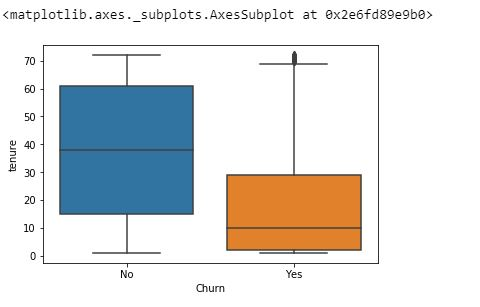 <matplotlib.axes._subplots.AxesSubplot at 0x2e6fd89e9b0>
70
60
50
40
30
20
10
0
tenure
No Yes
Churn